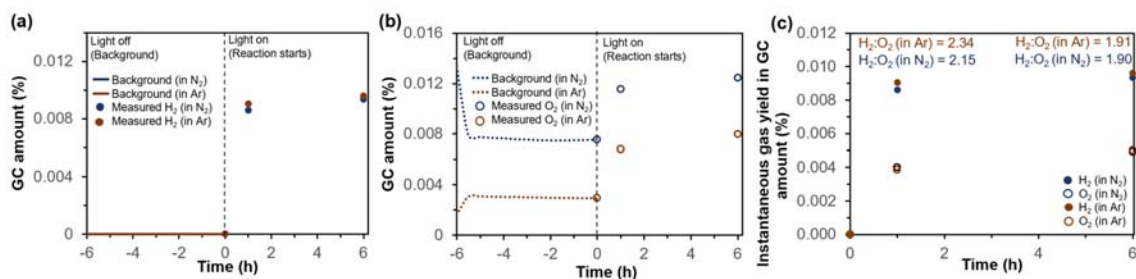 (a)
Light off
(Background)
Light on
(Reaction starts)
Background (in N₂)
Background (in Ar)
Measured H₂ (in N₂)
Measured H₂ (in Ar)
GC amount (%)
0.012
0.008
0.004
0
-6 -4 -2 0 2 4 6
Time (h)
(b)
Light off
(Background)
Light on
(Reaction starts)
Background (in N₂)
Background (in Ar)
Measured O₂ (in N₂)
Measured O₂ (in Ar)
GC amount (%)
0.016
0.012
0.008
0.004
0
-6 -4 -2 0 2 4 6
Time (h)
(c)
H₂:O₂ (in Ar) = 2.34
H₂:O₂ (in N₂) = 2.15
H₂:O₂ (in Ar) = 1.91
H₂:O₂ (in N₂) = 1.90
H₂ (in N₂)
O₂ (in N₂)
H₂ (in Ar)
O₂ (in Ar)
Instantaneous gas yield in GC
amount (%)
0.012
0.010
0.008
0.006
0.004
0.002
0.000
0 2 4 6
Time (h)